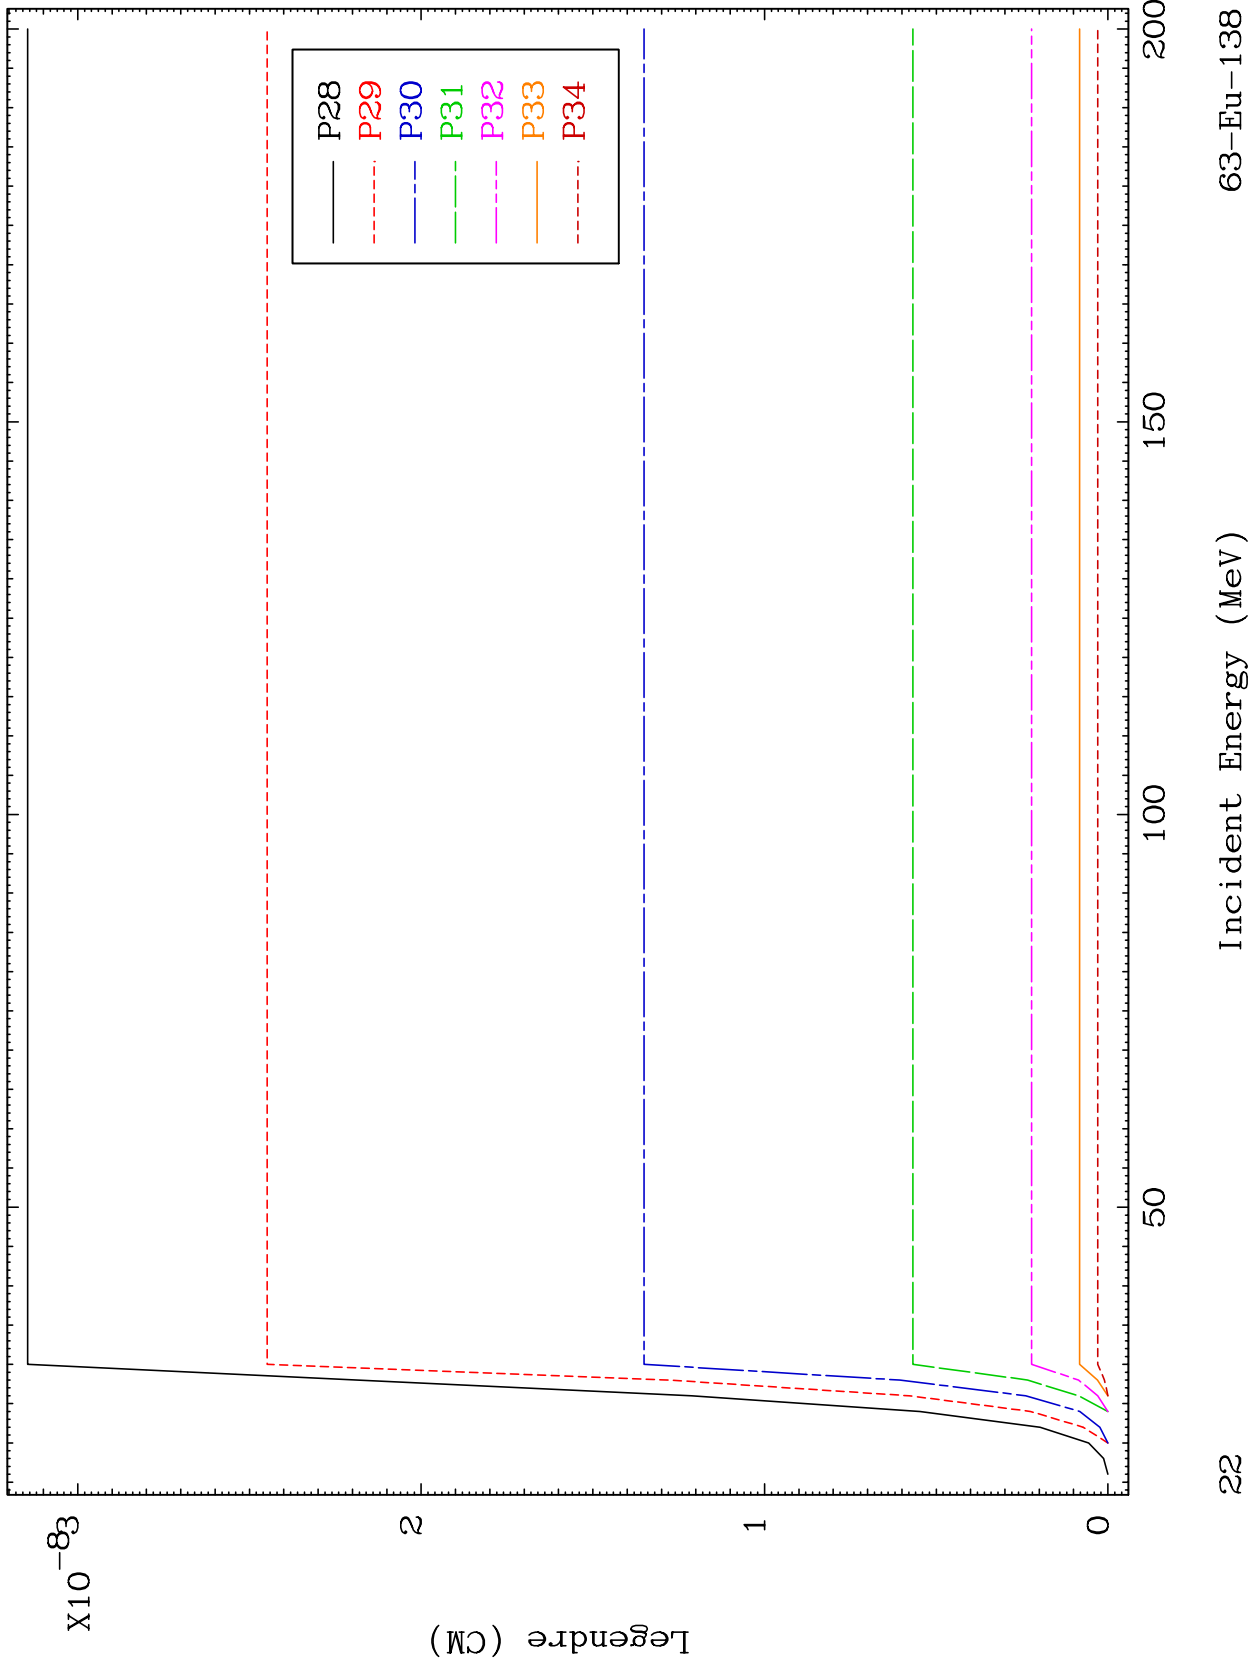 X10
-8
3
2
1
0
Legendre (CM)
P28
P29
P30
P31
P32
P33
P34
50
100
150
200
Incident Energy (MeV)
22
63-Eu-138